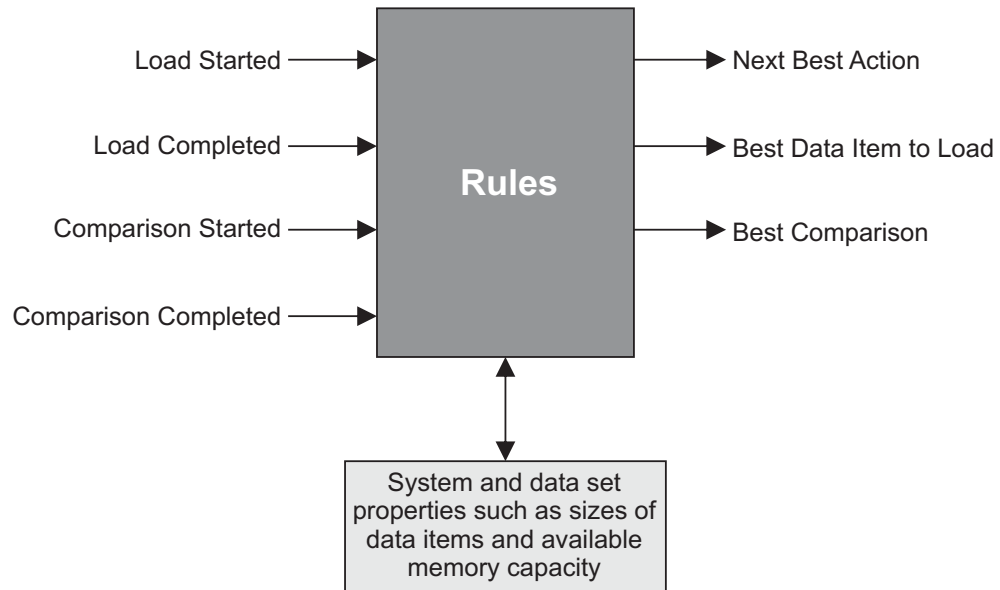 Load Started
Load Completed
Comparison Started
Comparison Completed
Rules
Next Best Action
Best Data Item to Load
Best Comparison
System and data set
properties such as sizes of
data items and available
memory capacity